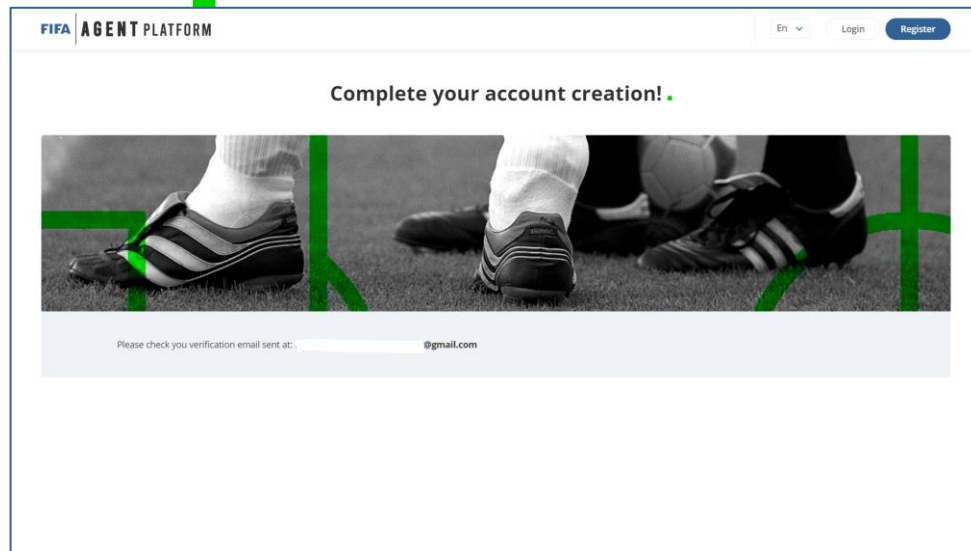 FIFA AGENT PLATFORM
En
Login
Register
Complete your account creation! .
Please check you verification email sent at: @gmail.com